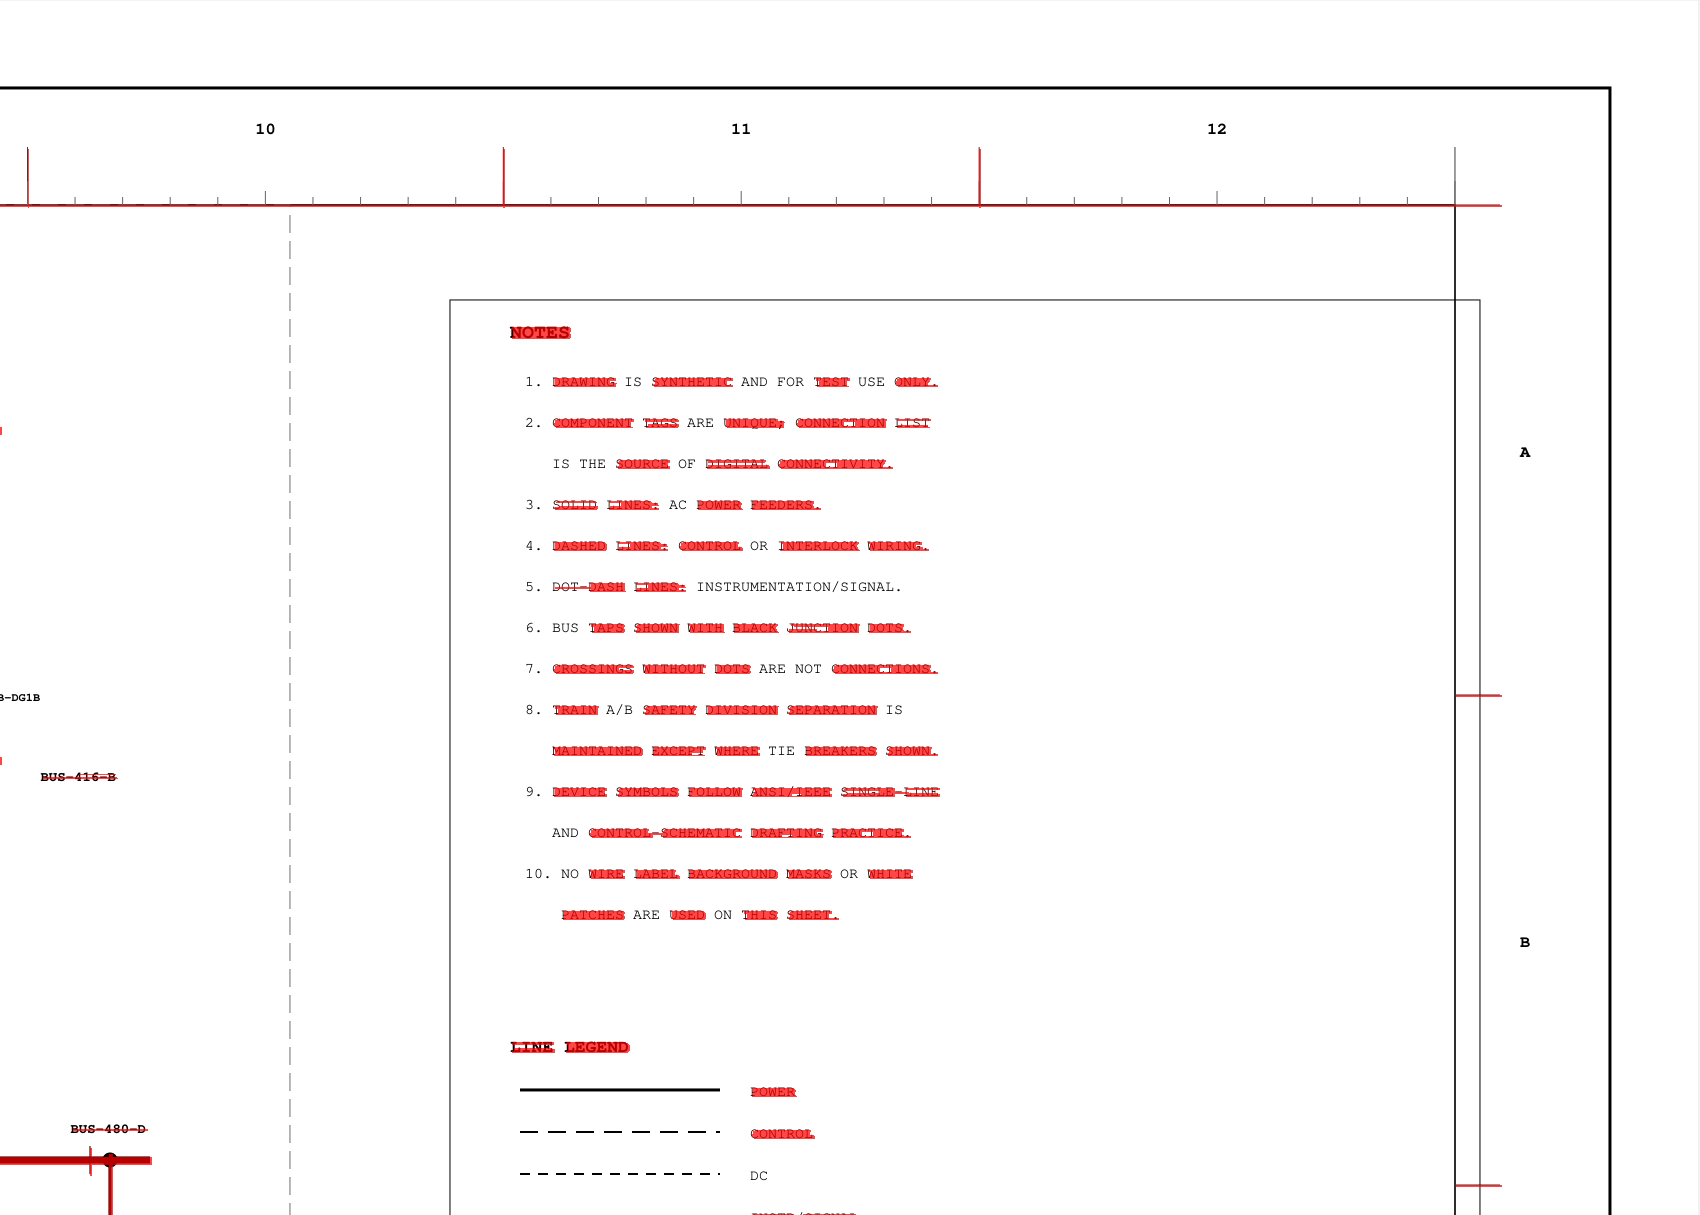 10 11 12
NOTES
1. DRAWING IS SYNTHETIC AND FOR TEST USE ONLY.
2. COMPONENT TAGS ARE UNIQUE; CONNECTION LIST
IS THE SOURCE OF DIGITAL CONNECTIVITY.
A
3. SOLID LINES: AC POWER FEEDERS.
4. DASHED LINES: CONTROL OR INTERLOCK WIRING.
5. DOT-DASH LINES: INSTRUMENTATION/SIGNAL.
6. BUS TAPS SHOWN WITH BLACK JUNCTION DOTS.
7. CROSSINGS WITHOUT DOTS ARE NOT CONNECTIONS.
B-DG1B
8. TRAIN A/B SAFETY DIVISION SEPARATION IS
MAINTAINED EXCEPT WHERE TIE BREAKERS SHOWN.
BUS-416-B
9. DEVICE SYMBOLS FOLLOW ANSI/IEEE SINGLE-LINE
AND CONTROL-SCHEMATIC DRAFTING PRACTICE.
10. NO WIRE LABEL BACKGROUND MASKS OR WHITE
PATCHES ARE USED ON THIS SHEET.
B
LINE LEGEND
POWER
BUS-480-D
CONTROL
DC